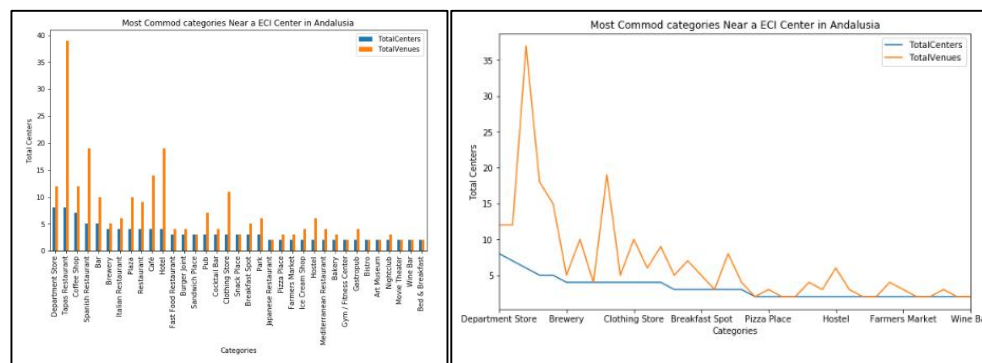 Most Commod categories Near a ECI Center in Andalusia
TotalCenters
TotalVenues
Total Centers
40
35
30
25
20
15
10
5
0
Department Store
Tapas Restaurant
Coffee Shop
Spanish Restaurant
Bar
Brewery
Italian Restaurant
Plaza
Restaurant
Café
Hotel
Fast Food Restaurant
Burger Joint
Sandwich Place
Pub
Cocktail Bar
Clothing Store
Snack Place
Breakfast Spot
Park
Japanese Restaurant
Pizza Place
Farmers Market
Ice Cream Shop
Hostel
Mediterranean Restaurant
Bakery
Gym / Fitness Center
Gastropub
Bistro
Art Museum
Nightclub
Movie Theater
Wine Bar
Bed & Breakfast
Categories
Most Commod categories Near a ECI Center in Andalusia
TotalCenters
TotalVenues
Total Centers
35
30
25
20
15
10
5
Department Store
Brewery
Clothing Store
Breakfast Spot
Pizza Place
Hostel
Farmers Market
Wine Ba
Categories